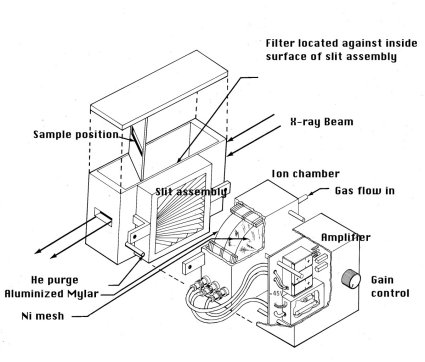 Filter located against inside
surface of slit assembly
X-ray Beam
Sample position
Ion chamber
Gas flow in
Slit assembly
Amplifier
He purge
Aluminized Mylar
Ni mesh
Gain
control